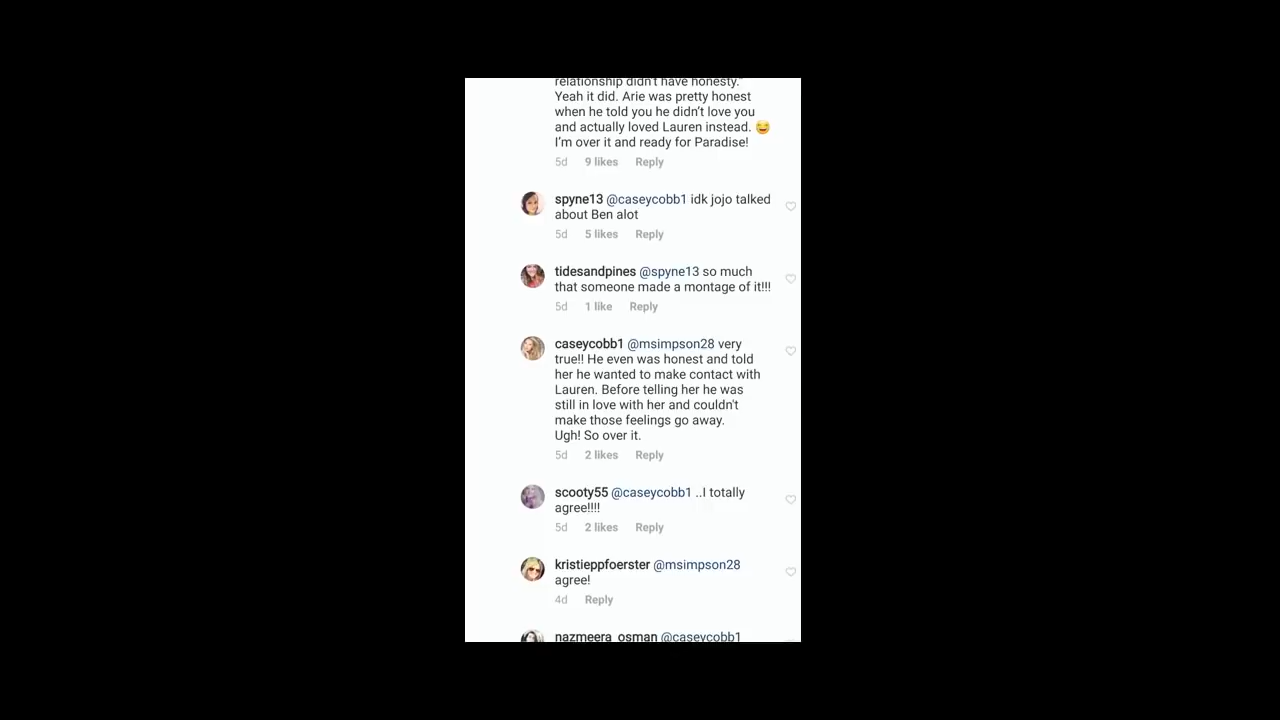 relationship didn't have honesty."
Yeah it did. Arie was pretty honest
when he told you he didn't love you
and actually loved Lauren instead. 😂
I'm over it and ready for Paradise!
5d 9 likes Reply
spyne13 @caseycobb1 idk jojo talked
about Ben alot
5d 5 likes Reply
tidesandpines @spyne13 so much
that someone made a montage of it!!!
5d 1 like Reply
caseycobb1 @msimpson28 very
true!! He even was honest and told
her he wanted to make contact with
Lauren. Before telling her he was
still in love with her and couldn't
make those feelings go away.
Ugh! So over it.
5d 2 likes Reply
scooty55 @caseycobb1 ..I totally
agree!!!!
5d 2 likes Reply
kristieppfoerster @msimpson28
agree!
4d Reply
nazmeera_osman @caseycobb1